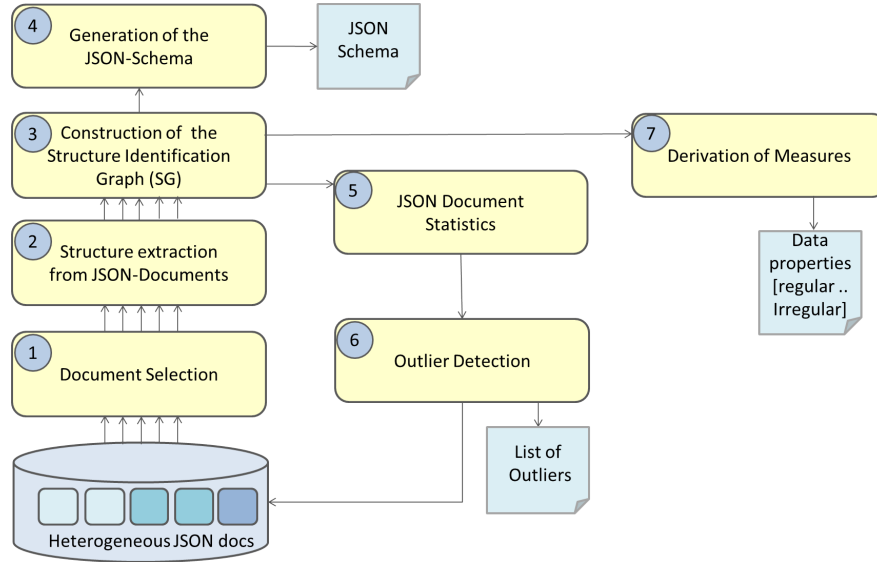 4
Generation of the
JSON-Schema
JSON
Schema
3
Construction of the
Structure Identification
Graph (SG)
7
Derivation of Measures
5
JSON Document
Statistics
2
Structure extraction
from JSON-Documents
Data
properties
[regular ..
Irregular]
1
Document Selection
6
Outlier Detection
List of
Outliers
Heterogeneous JSON docs